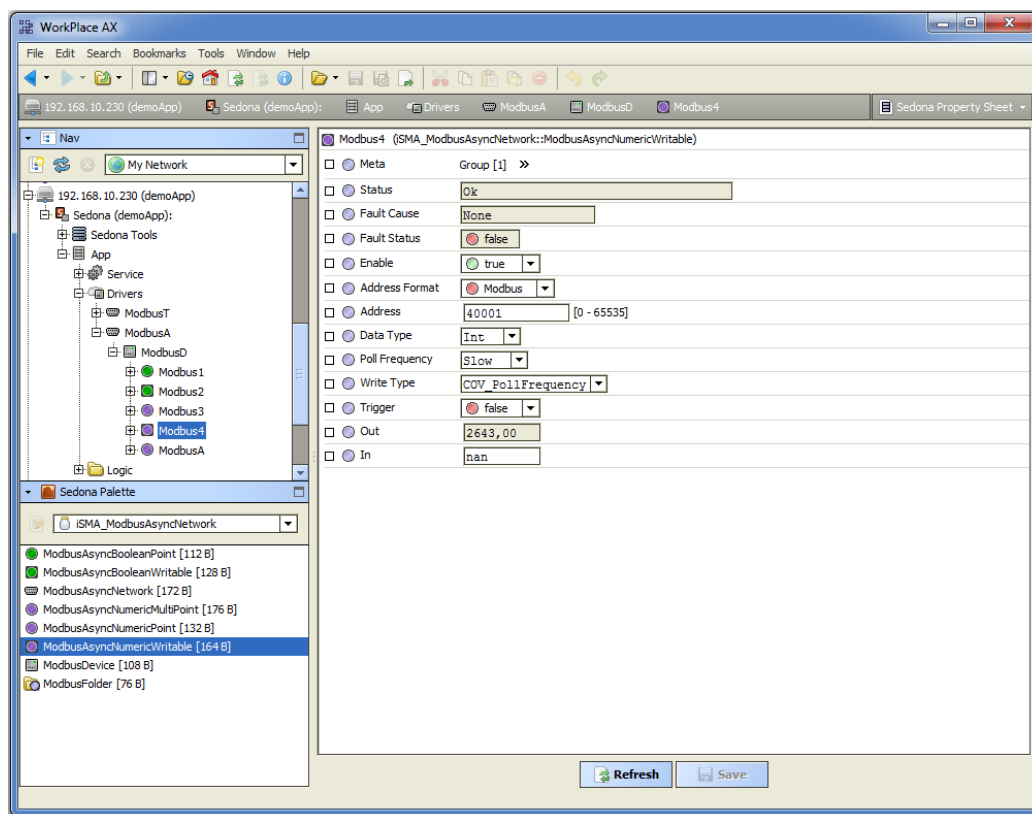 WorkPlace AX
File Edit Search Bookmarks Tools Window Help
192.168.10.230 (demoApp) Sedona (demoApp): App Drivers ModbusA ModbusD Modbus4 Sedona Property Sheet
Nav
My Network
192.168.10.230 (demoApp)
Sedona (demoApp):
Sedona Tools
App
Service
Drivers
ModbusT
ModbusA
ModbusD
Modbus1
Modbus2
Modbus3
Modbus4
ModbusA
Logic
Sedona Palette
iSMA_ModbusAsyncNetwork
ModbusAsyncBooleanPoint [112 B]
ModbusAsyncBooleanWritable [128 B]
ModbusAsyncNetwork [172 B]
ModbusAsyncNumericMultiPoint [176 B]
ModbusAsyncNumericPoint [132 B]
ModbusAsyncNumericWritable [164 B]
ModbusDevice [108 B]
ModbusFolder [76 B]
Modbus4 (iSMA_ModbusAsyncNetwork::ModbusAsyncNumericWritable)
Meta Group [1] »
Status Ok
Fault Cause None
Fault Status false
Enable true
Address Format Modbus
Address 40001 [0 - 65535]
Data Type Int
Poll Frequency Slow
Write Type COV_PollFrequency
Trigger false
Out 2643,00
In nan
Refresh Save